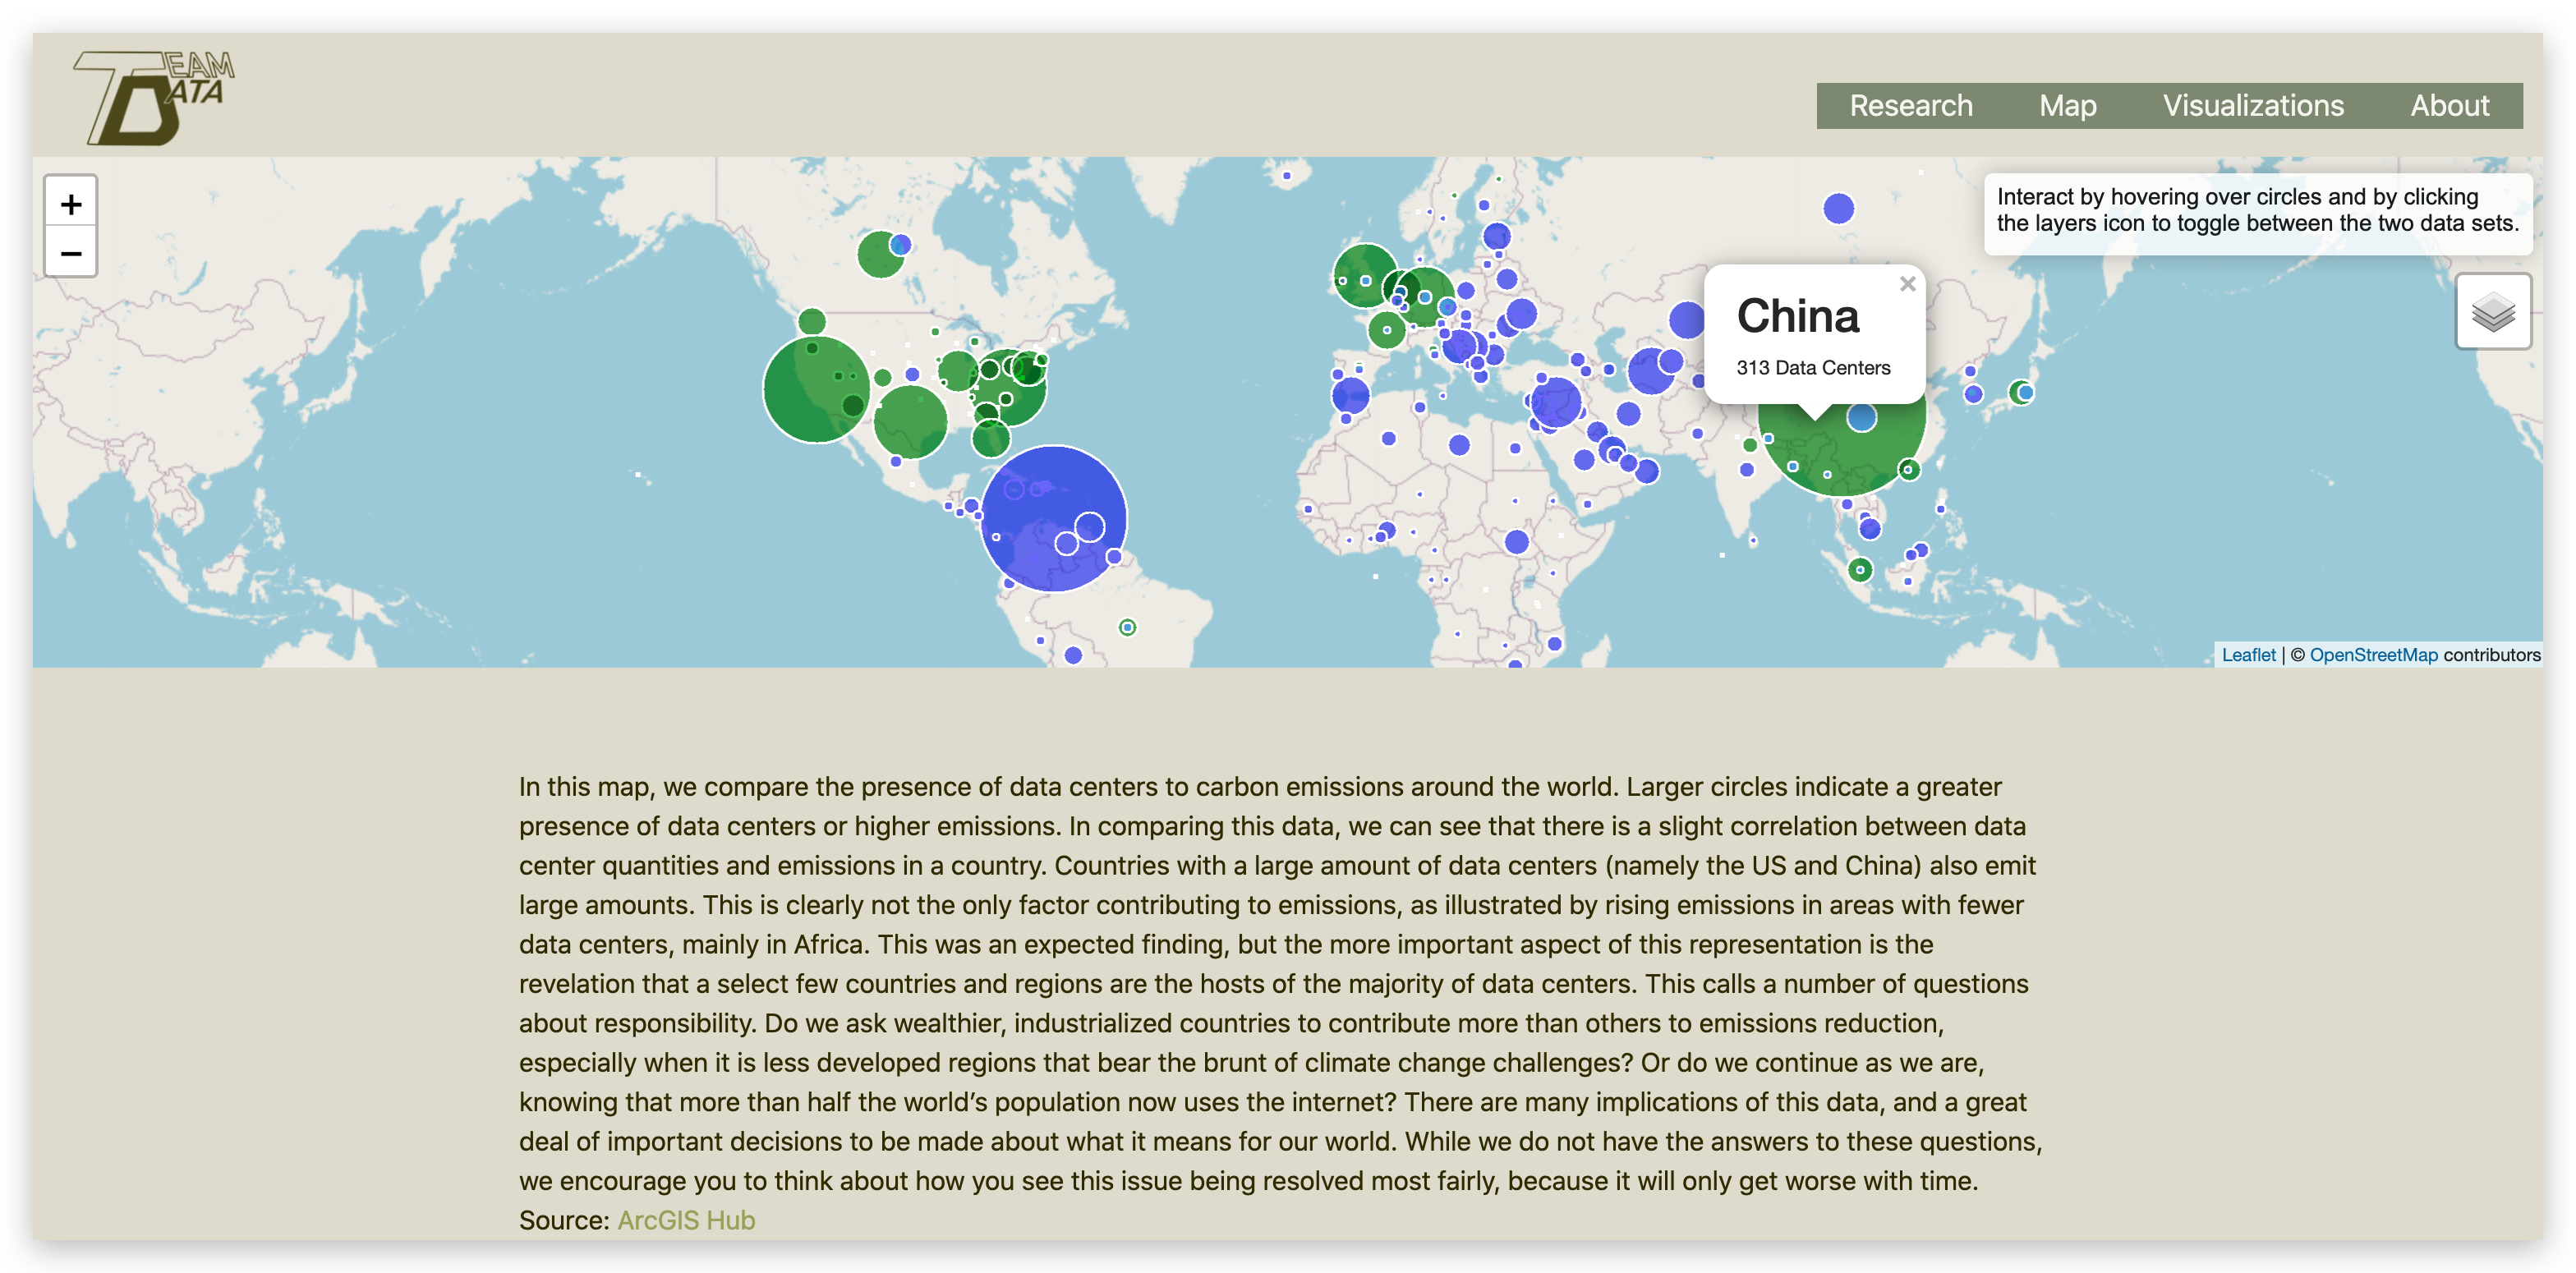 TEAM
DATA
Research Map Visualizations About
+
−
Interact by hovering over circles and by clicking
the layers icon to toggle between the two data sets.
×
China
313 Data Centers
Leaflet | © OpenStreetMap contributors
In this map, we compare the presence of data centers to carbon emissions around the world. Larger circles indicate a greater
presence of data centers or higher emissions. In comparing this data, we can see that there is a slight correlation between data
center quantities and emissions in a country. Countries with a large amount of data centers (namely the US and China) also emit
large amounts. This is clearly not the only factor contributing to emissions, as illustrated by rising emissions in areas with fewer
data centers, mainly in Africa. This was an expected finding, but the more important aspect of this representation is the
revelation that a select few countries and regions are the hosts of the majority of data centers. This calls a number of questions
about responsibility. Do we ask wealthier, industrialized countries to contribute more than others to emissions reduction,
especially when it is less developed regions that bear the brunt of climate change challenges? Or do we continue as we are,
knowing that more than half the world’s population now uses the internet? There are many implications of this data, and a great
deal of important decisions to be made about what it means for our world. While we do not have the answers to these questions,
we encourage you to think about how you see this issue being resolved most fairly, because it will only get worse with time.
Source: ArcGIS Hub